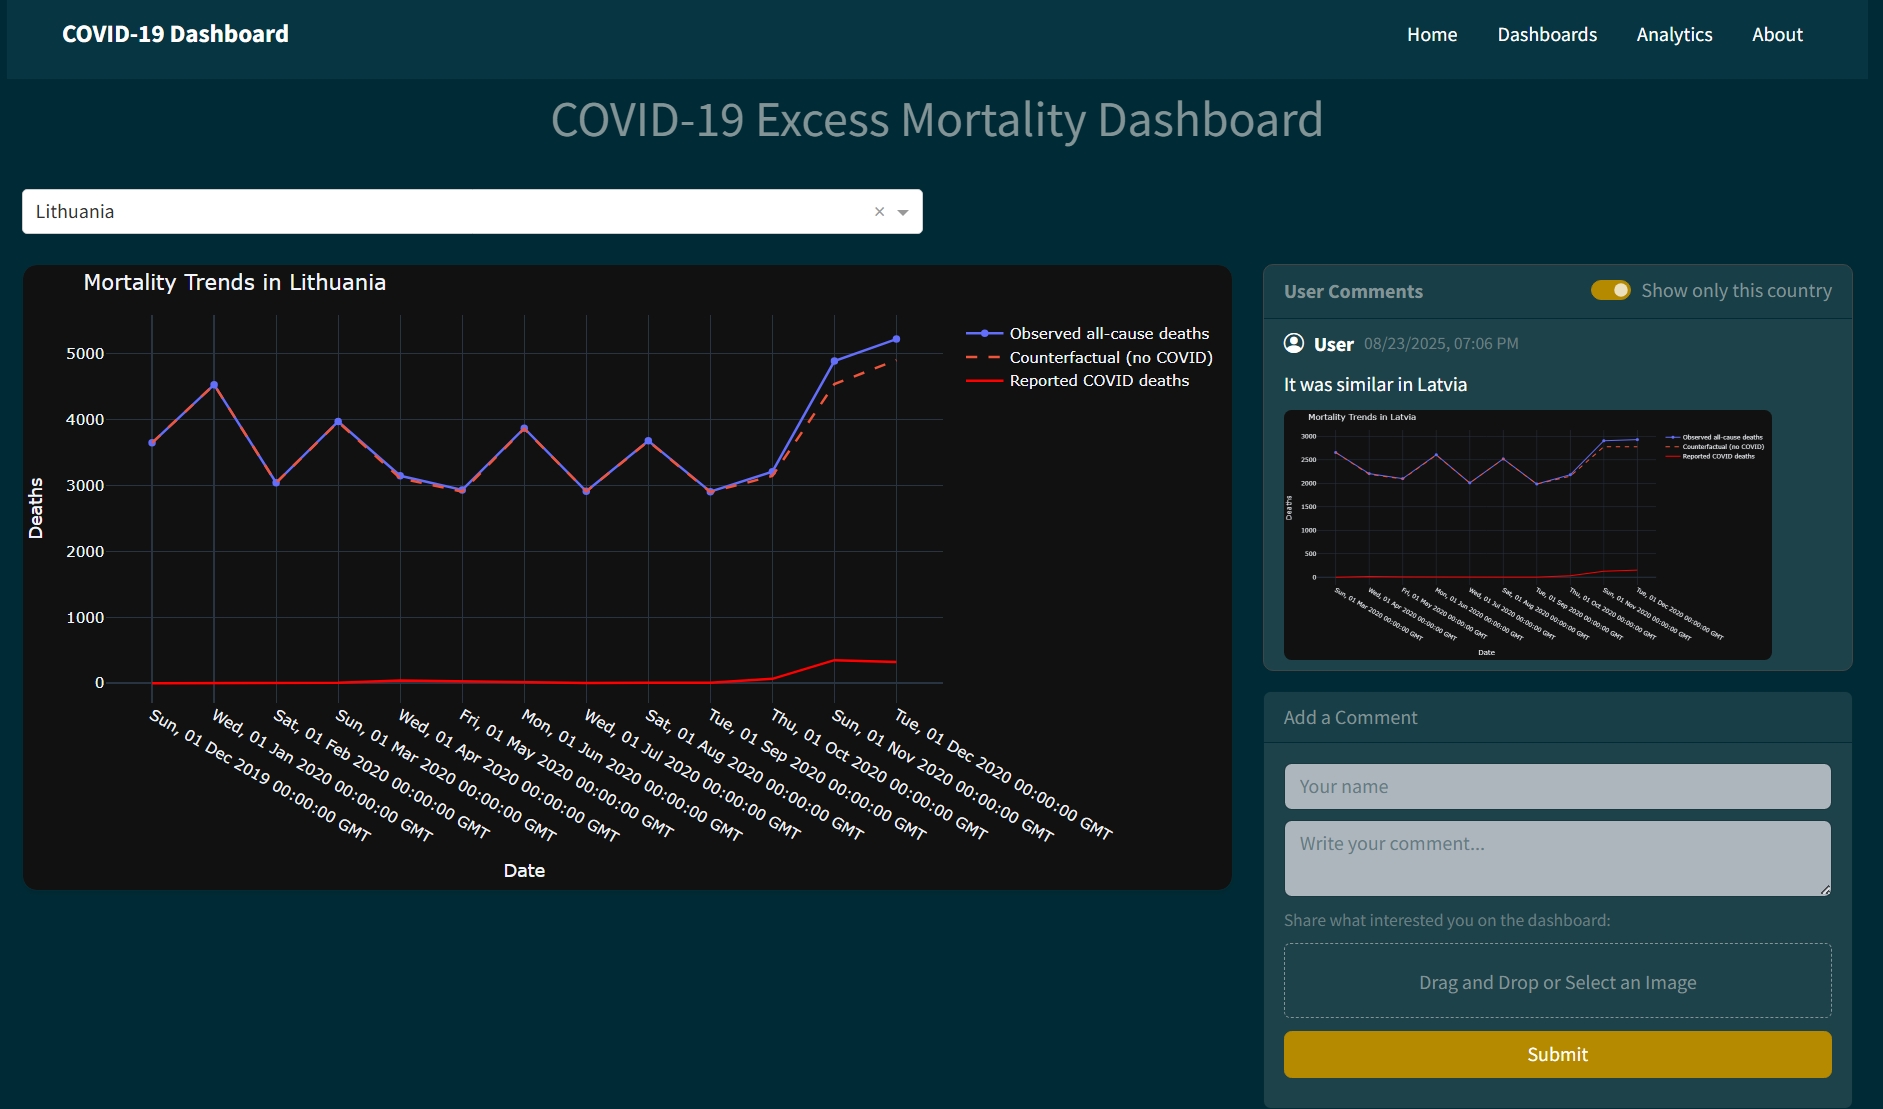 COVID-19 Dashboard
Home
Dashboards
Analytics
About
COVID-19 Excess Mortality Dashboard
Lithuania
Mortality Trends in Lithuania
Observed all-cause deaths
Counterfactual (no COVID)
Reported COVID deaths
Deaths
5000
4000
3000
2000
1000
0
Sun, 01 Dec 2019 00:00:00 GMT
Wed, 01 Jan 2020 00:00:00 GMT
Sat, 01 Feb 2020 00:00:00 GMT
Sun, 01 Mar 2020 00:00:00 GMT
Wed, 01 Apr 2020 00:00:00 GMT
Fri, 01 May 2020 00:00:00 GMT
Mon, 01 Jun 2020 00:00:00 GMT
Wed, 01 Jul 2020 00:00:00 GMT
Sat, 01 Aug 2020 00:00:00 GMT
Tue, 01 Sep 2020 00:00:00 GMT
Thu, 01 Oct 2020 00:00:00 GMT
Sun, 01 Nov 2020 00:00:00 GMT
Tue, 01 Dec 2020 00:00:00 GMT
Date
User Comments
Show only this country
User 08/23/2025, 07:06 PM
It was similar in Latvia
Mortality Trends in Latvia
Observed all-cause deaths
Counterfactual (no COVID)
Reported COVID deaths
Deaths
3000
2500
2000
1500
1000
500
0
Sun, 01 Mar 2020 00:00:00 GMT
Wed, 01 Apr 2020 00:00:00 GMT
Fri, 01 May 2020 00:00:00 GMT
Mon, 01 Jun 2020 00:00:00 GMT
Wed, 01 Jul 2020 00:00:00 GMT
Sat, 01 Aug 2020 00:00:00 GMT
Tue, 01 Sep 2020 00:00:00 GMT
Thu, 01 Oct 2020 00:00:00 GMT
Sun, 01 Nov 2020 00:00:00 GMT
Tue, 01 Dec 2020 00:00:00 GMT
Date
Add a Comment
Your name
Write your comment...
Share what interested you on the dashboard:
Drag and Drop or Select an Image
Submit